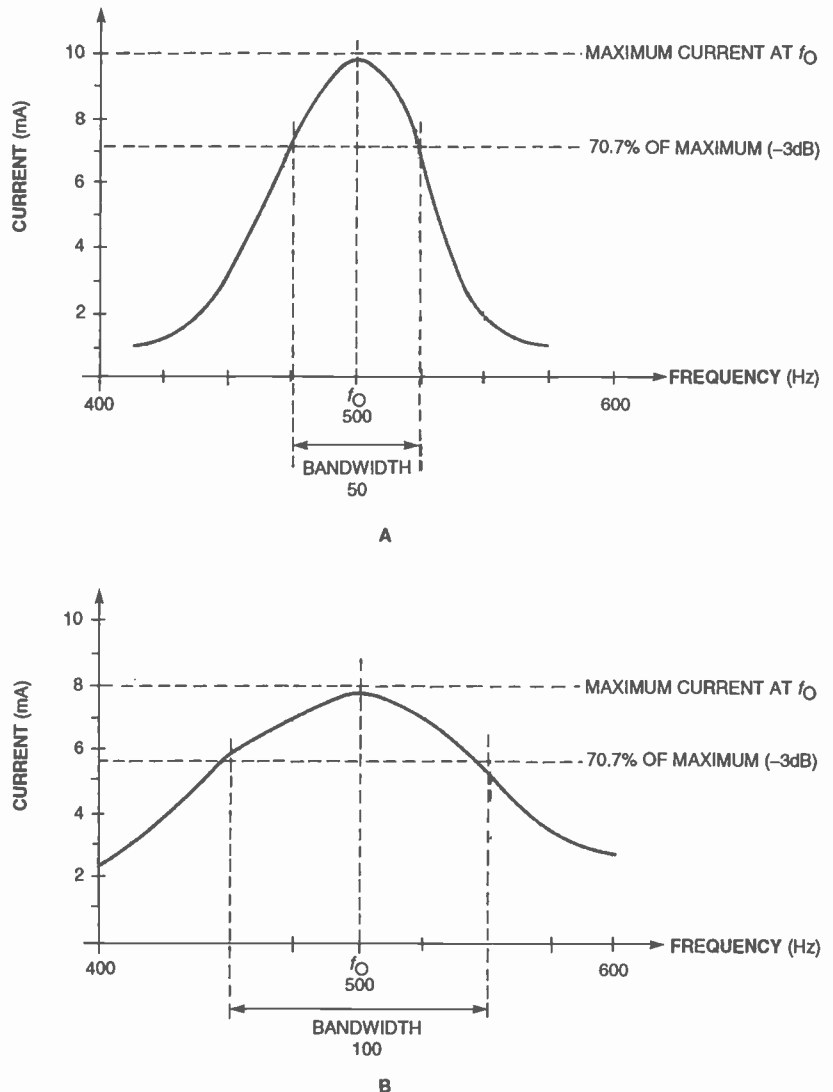 CURRENT (mA)
10
8
6
4
2
MAXIMUM CURRENT AT fO
70.7% OF MAXIMUM (–3dB)
400
fO
500
600
FREQUENCY (Hz)
BANDWIDTH
50
A
CURRENT (mA)
10
8
6
4
2
MAXIMUM CURRENT AT fO
70.7% OF MAXIMUM (–3dB)
400
fO
500
600
FREQUENCY (Hz)
BANDWIDTH
100
B